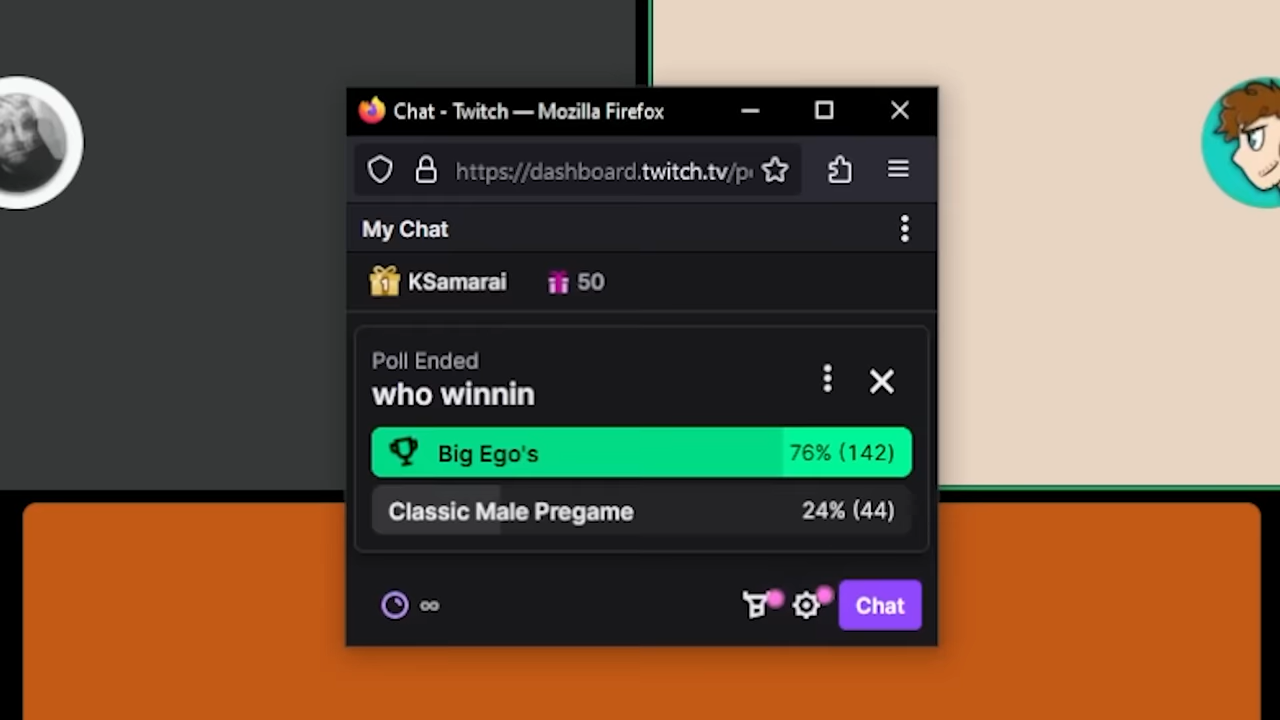 Chat - Twitch — Mozilla Firefox
https://dashboard.twitch.tv/p
My Chat
1 KSamarai 50
Poll Ended
who winnin
Big Ego's 76% (142)
Classic Male Pregame 24% (44)
∞ Chat